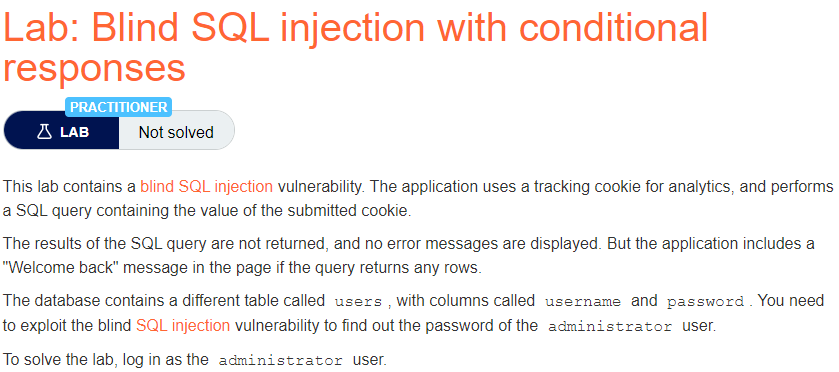 Lab: Blind SQL injection with conditional
responses
PRACTITIONER
LAB Not solved
This lab contains a blind SQL injection vulnerability. The application uses a tracking cookie for analytics, and performs
a SQL query containing the value of the submitted cookie.
The results of the SQL query are not returned, and no error messages are displayed. But the application includes a
"Welcome back" message in the page if the query returns any rows.
The database contains a different table called users , with columns called username and password . You need
to exploit the blind SQL injection vulnerability to find out the password of the administrator user.
To solve the lab, log in as the administrator user.